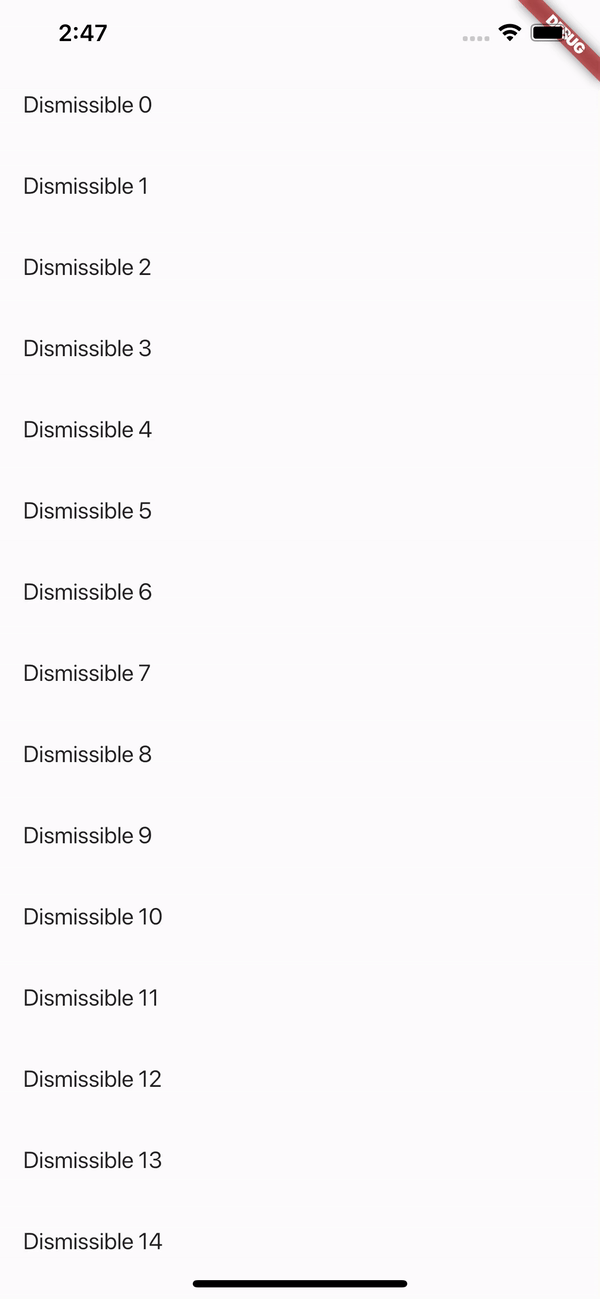 2:47
DEBUG
Dismissible 0
Dismissible 1
Dismissible 2
Dismissible 3
Dismissible 4
Dismissible 5
Dismissible 6
Dismissible 7
Dismissible 8
Dismissible 9
Dismissible 10
Dismissible 11
Dismissible 12
Dismissible 13
Dismissible 14